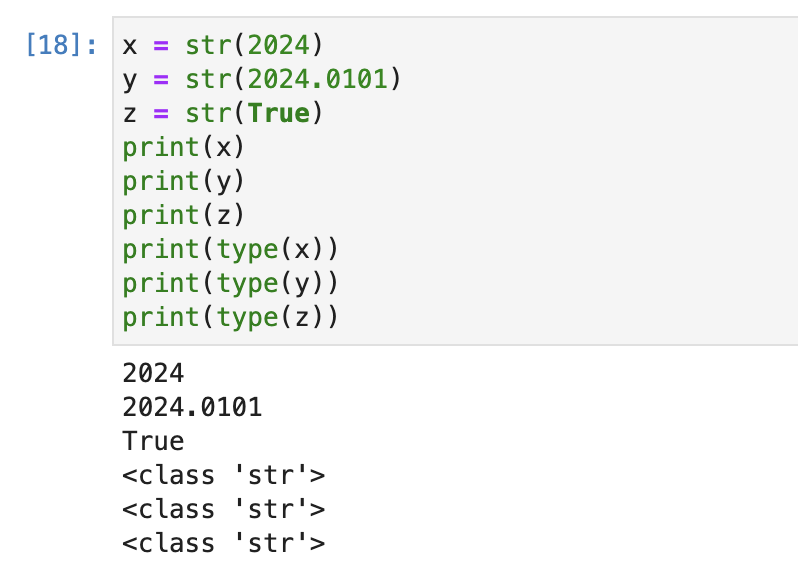 [18]: x = str(2024)
y = str(2024.0101)
z = str(True)
print(x)
print(y)
print(z)
print(type(x))
print(type(y))
print(type(z))
2024
2024.0101
True
<class 'str'>
<class 'str'>
<class 'str'>